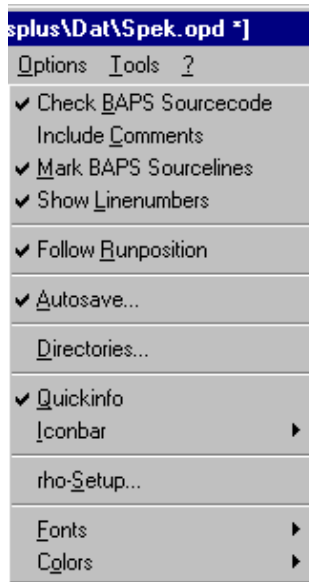 splus\Dat\Spek.opd *]
Options Tools ?
Check BAPS Sourcecode
Include Comments
Mark BAPS Sourcelines
Show Linenumbers
Follow Runposition
Autosave...
Directories...
Quickinfo
Iconbar
rho-Setup...
Fonts
Colors